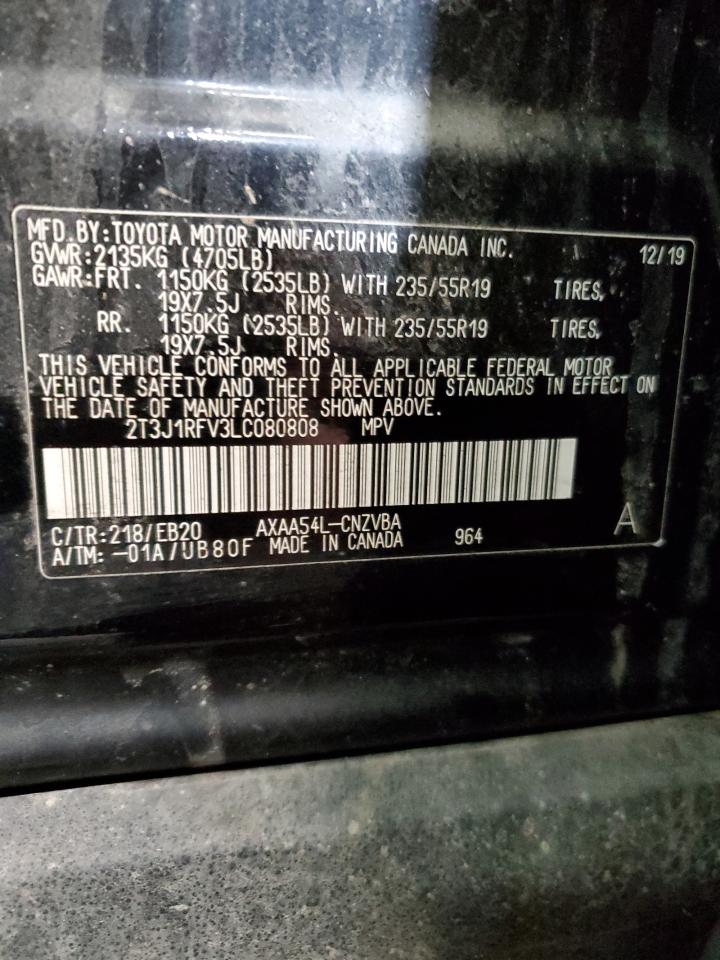 MFD.BY:TOYOTA MOTOR MANUFACTURING CANADA INC. 12/19
GVWR:2135KG (4705LB)
GAWR:FRT. 1150KG (2535LB) WITH 235/55R19 TIRES,
19X7.5J RIMS.
RR. 1150KG (2535LB) WITH 235/55R19 TIRES,
19X7.5J RIMS.
THIS VEHICLE CONFORMS TO ALL APPLICABLE FEDERAL MOTOR
VEHICLE SAFETY AND THEFT PREVENTION STANDARDS IN EFFECT ON
THE DATE OF MANUFACTURE SHOWN ABOVE.
2T3J1RFV3LC080808 MPV
C/TR:218/EB20 AXAA54L-CNZVBA
A/TM: -01A/UB80F MADE IN CANADA 964 A